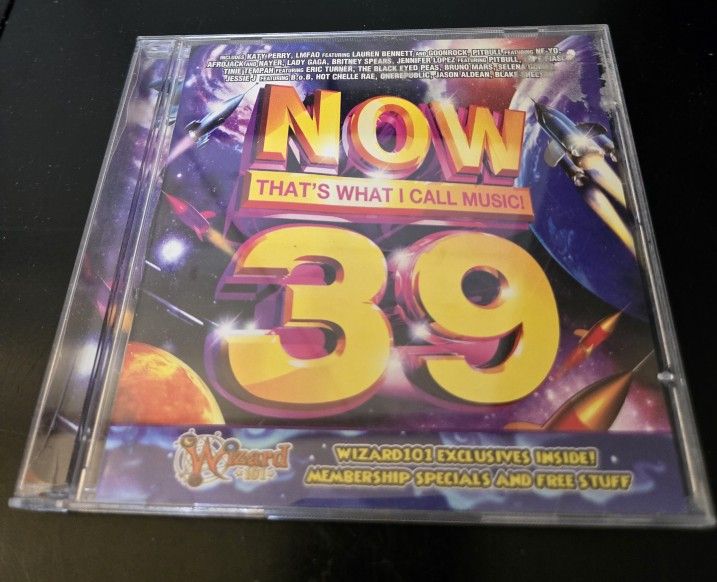 INCLUDES KATY PERRY, LMFAO FEATURING LAUREN BENNETT AND GOONROCK, PITBULL FEATURING NE-YO,
AFROJACK AND NAYER, LADY GAGA, BRITNEY SPEARS, JENNIFER LOPEZ FEATURING PITBULL,
TINIE TEMPAH FEATURING ERIC TURNER, THE BLACK EYED PEAS, BRUNO MARS, SELENA
JESSIE J FEATURING B.o.B, HOT CHELLE RAE, ONEREPUBLIC, JASON ALDEAN, BLAKE
NOW
THAT'S WHAT I CALL MUSIC!
39
Wizard
101
WIZARD101 EXCLUSIVES INSIDE!
MEMBERSHIP SPECIALS AND FREE STUFF